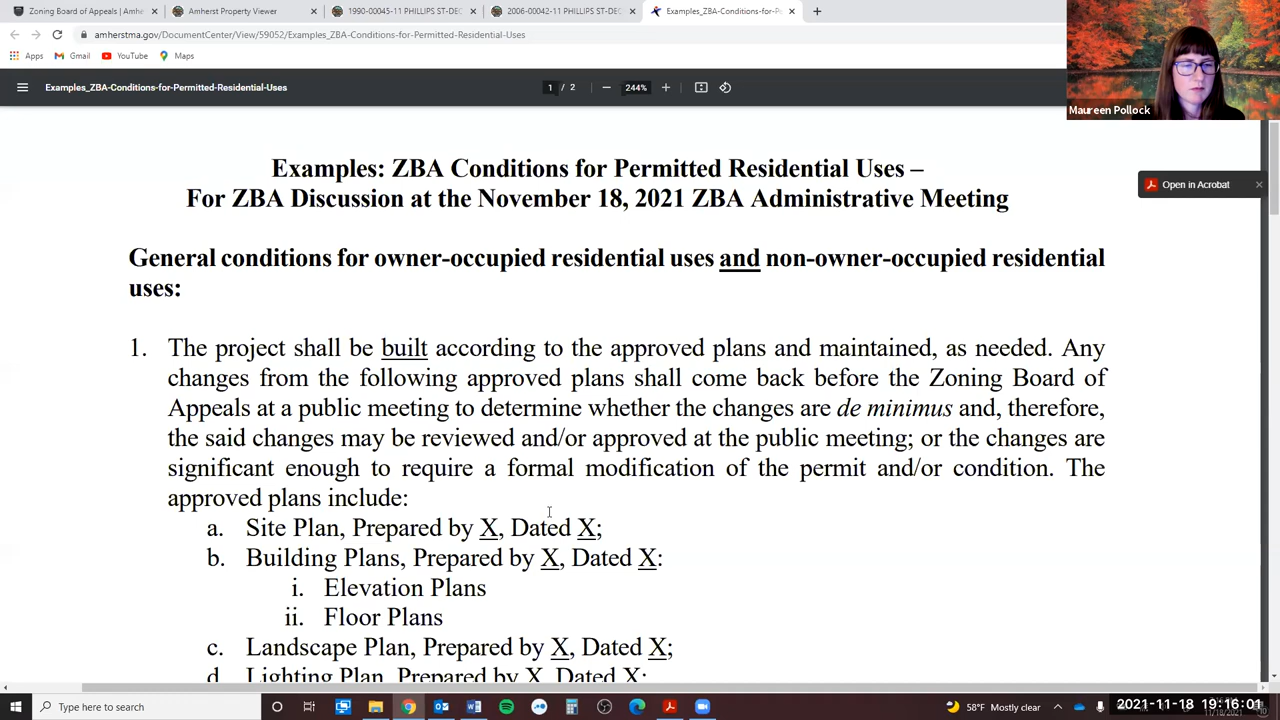 Zoning Board of Appeals | Amhe
Amherst Property Viewer
1990-00045-11 PHILLIPS ST-DEC
2006-00042-11 PHILLIPS ST-DEC
Examples_ZBA-Conditions-for-P
amherstma.gov/DocumentCenter/View/59052/Examples_ZBA-Conditions-for-Permitted-Residential-Uses
Apps Gmail YouTube Maps
Examples_ZBA-Conditions-for-Permitted-Residential-Uses
1 / 2
244%
Maureen Pollock
Open in Acrobat
Examples: ZBA Conditions for Permitted Residential Uses –
For ZBA Discussion at the November 18, 2021 ZBA Administrative Meeting
General conditions for owner-occupied residential uses and non-owner-occupied residential
uses:
1. The project shall be built according to the approved plans and maintained, as needed. Any
changes from the following approved plans shall come back before the Zoning Board of
Appeals at a public meeting to determine whether the changes are de minimus and, therefore,
the said changes may be reviewed and/or approved at the public meeting; or the changes are
significant enough to require a formal modification of the permit and/or condition. The
approved plans include:
a. Site Plan, Prepared by X, Dated X;
b. Building Plans, Prepared by X, Dated X:
i. Elevation Plans
ii. Floor Plans
c. Landscape Plan, Prepared by X, Dated X;
d. Lighting Plan, Prepared by X, Dated X;
Type here to search
58°F Mostly clear
2021-11-18 19:16:01